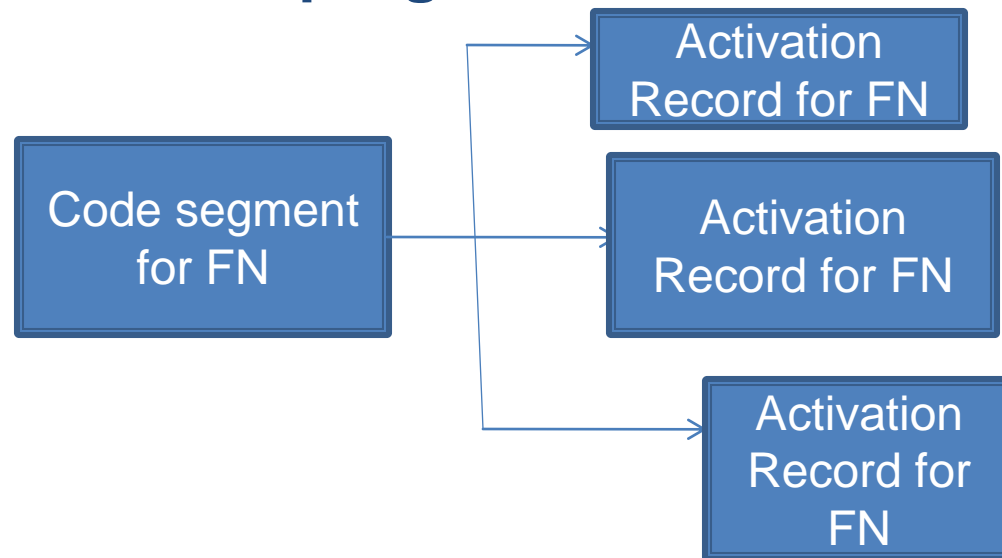 Activation
Record for FN
Code segment
for FN
Activation
Record for FN
Activation
Record for
FN